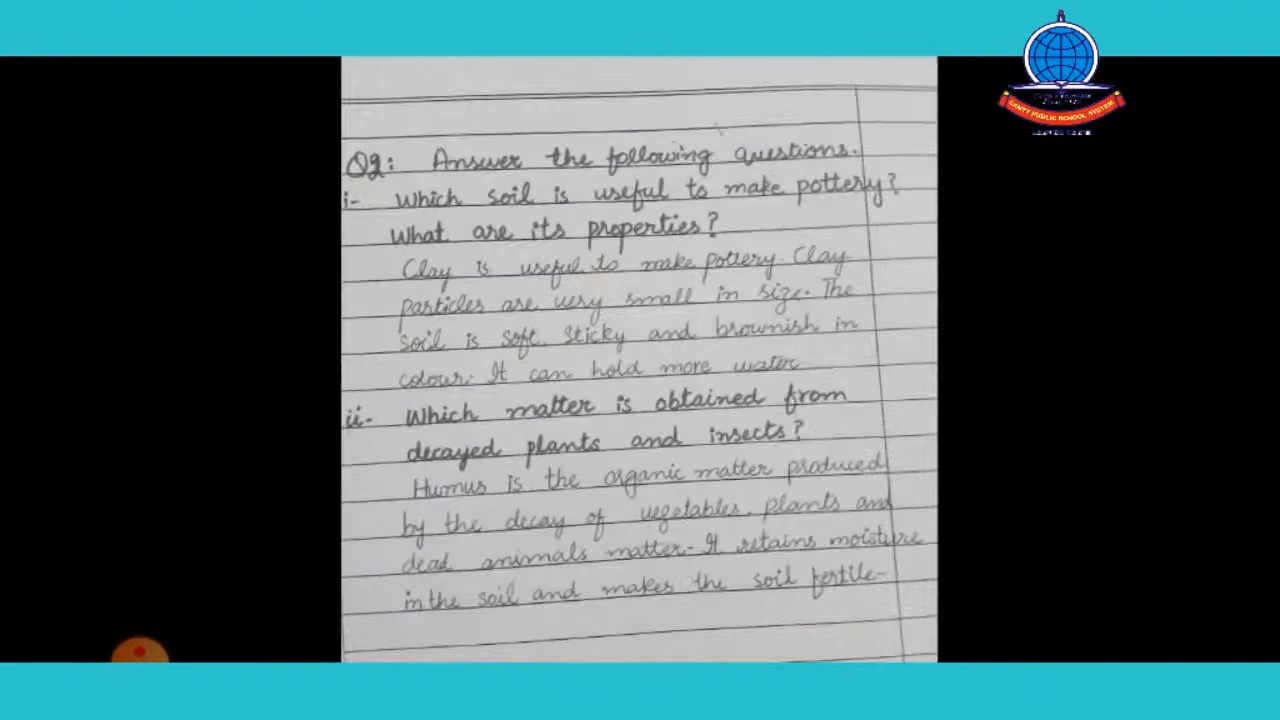 Q2: Answer the following questions.
i- Which soil is useful to make pottery?
What are its properties?
Clay is useful to make pottery. Clay
particles are very small in size. The
soil is soft, sticky and brownish in
colour. It can hold more water
ii- Which matter is obtained from
decayed plants and insects?
Humus is the organic matter produced
by the decay of vegetables, plants and
dead animals matter- It retains moisture
in the soil and makes the soil fertile-
CANTT PUBLIC SCHOOL SYSTEM